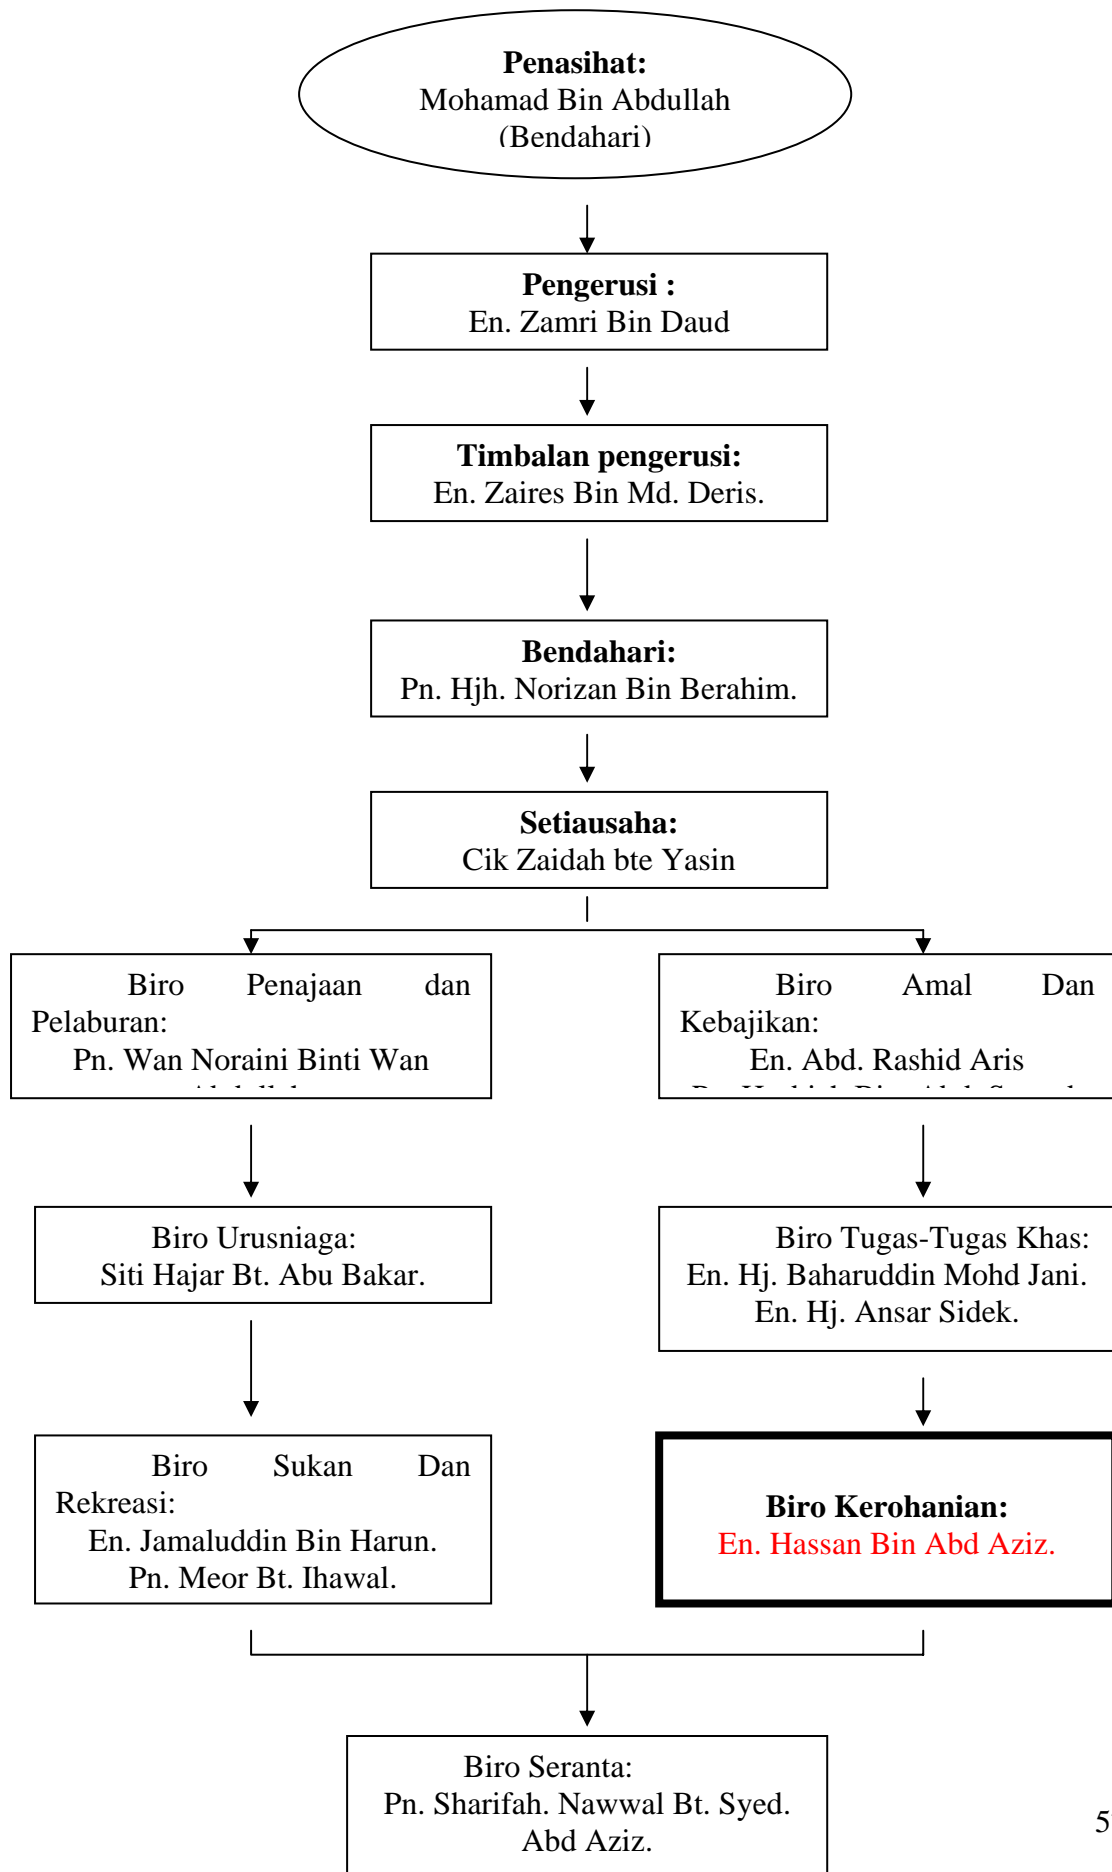 Penasihat:
Mohamad Bin Abdullah
(Bendahari)
Pengerusi :
En. Zamri Bin Daud
Timbalan pengerusi:
En. Zaires Bin Md. Deris.
Bendahari:
Pn. Hjh. Norizan Bin Berahim.
Setiausaha:
Cik Zaidah bte Yasin
Biro Penajaan dan
Pelaburan:
Pn. Wan Noraini Binti Wan
Biro Amal Dan
Kebajikan:
En. Abd. Rashid Aris
Biro Urusniaga:
Siti Hajar Bt. Abu Bakar.
Biro Tugas-Tugas Khas:
En. Hj. Baharuddin Mohd Jani.
En. Hj. Ansar Sidek.
Biro Sukan Dan
Rekreasi:
En. Jamaluddin Bin Harun.
Pn. Meor Bt. Ihawal.
Biro Kerohanian:
En. Hassan Bin Abd Aziz.
Biro Seranta:
Pn. Sharifah. Nawwal Bt. Syed.
Abd Aziz.